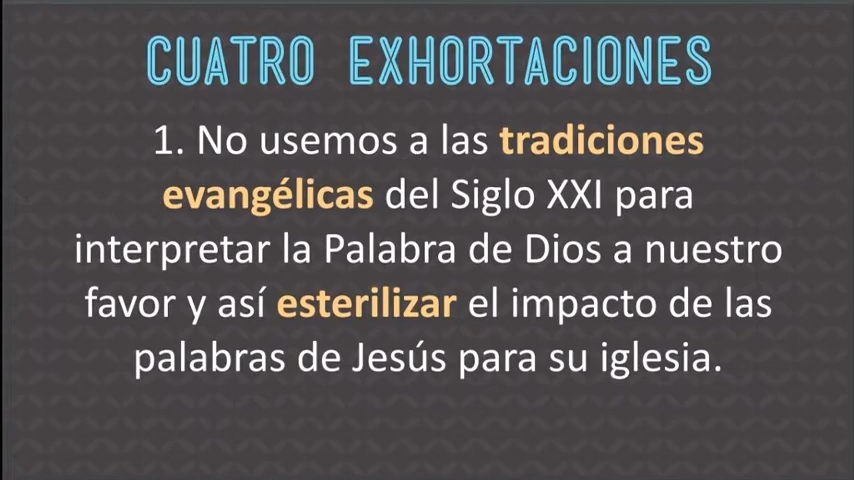 CUATRO EXHORTACIONES
1. No usemos a las tradiciones
evangélicas del Siglo XXI para
interpretar la Palabra de Dios a nuestro
favor y así esterilizar el impacto de las
palabras de Jesús para su iglesia.